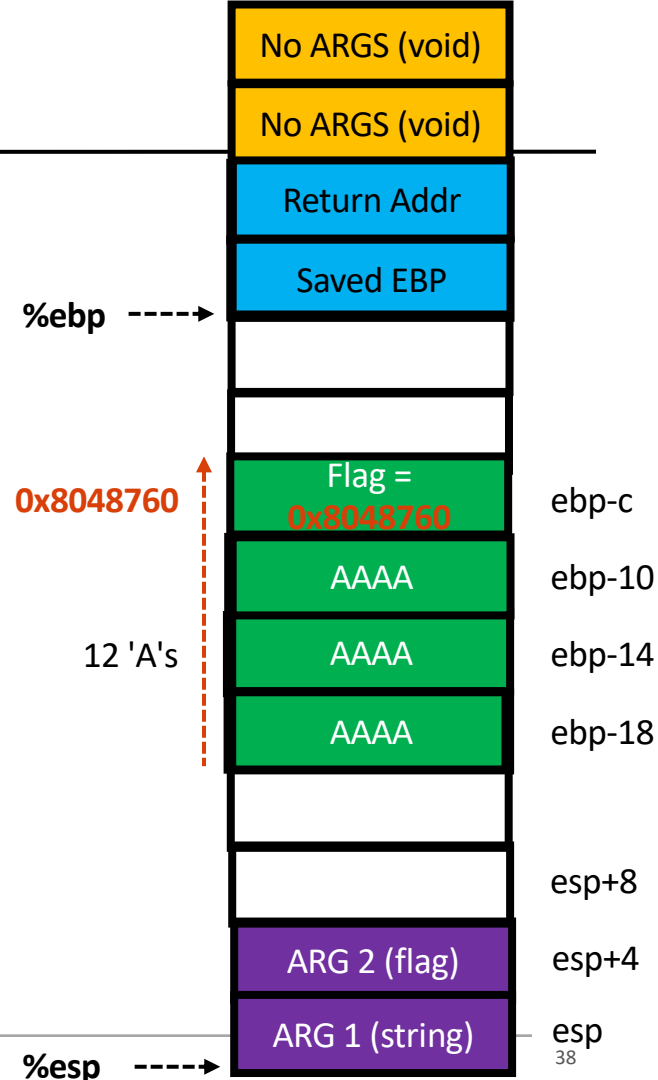 No ARGS (void)
No ARGS (void)
Return Addr
Saved EBP
%ebp
Flag =
0x8048760
0x8048760
ebp-c
AAAA
ebp-10
12 'A's
AAAA
ebp-14
AAAA
ebp-18
esp+8
ARG 2 (flag)
esp+4
ARG 1 (string)
esp
38
%esp